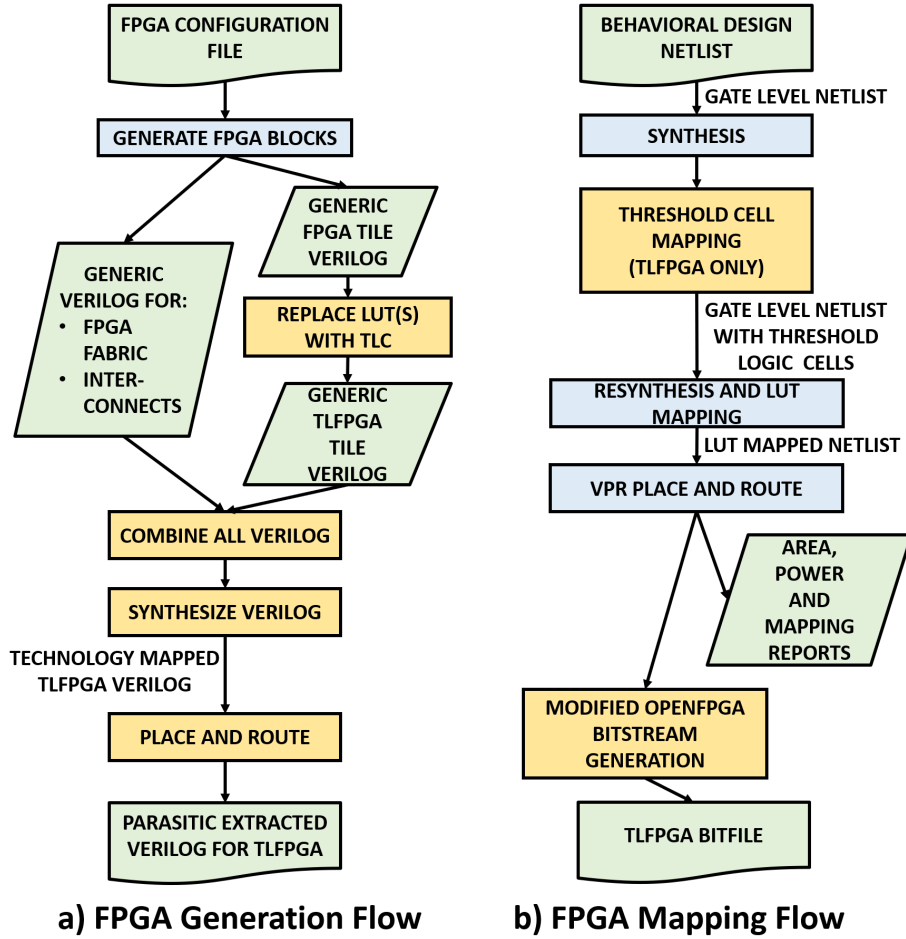 FPGA CONFIGURATION
FILE
GENERATE FPGA BLOCKS
GENERIC
FPGA TILE
VERILOG
GENERIC
VERILOG FOR:
• FPGA
FABRIC
• INTER-
CONNECTS
REPLACE LUT(S)
WITH TLC
GENERIC
TLFPGA
TILE
VERILOG
COMBINE ALL VERILOG
SYNTHESIZE VERILOG
TECHNOLOGY MAPPED
TLFPGA VERILOG
PLACE AND ROUTE
PARASITIC EXTRACTED
VERILOG FOR TLFPGA
a) FPGA Generation Flow
BEHAVIORAL DESIGN
NETLIST
GATE LEVEL NETLIST
SYNTHESIS
THRESHOLD CELL
MAPPING
(TLFPGA ONLY)
GATE LEVEL NETLIST
WITH THRESHOLD
LOGIC CELLS
RESYNTHESIS AND LUT
MAPPING
LUT MAPPED NETLIST
VPR PLACE AND ROUTE
AREA,
POWER
AND
MAPPING
REPORTS
MODIFIED OPENFPGA
BITSTREAM
GENERATION
TLFPGA BITFILE
b) FPGA Mapping Flow